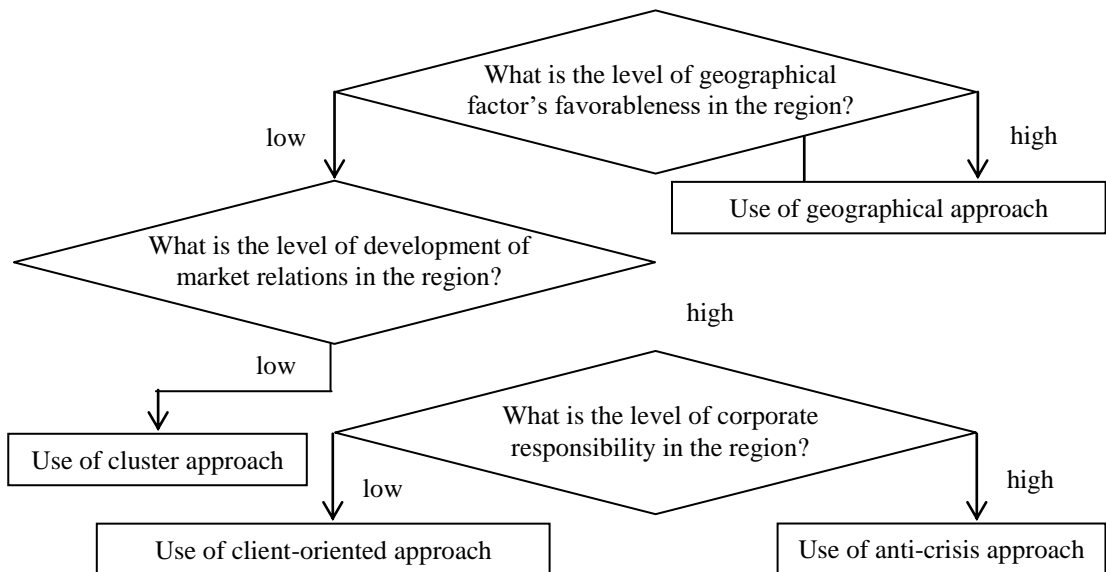 What is the level of geographical
factor’s favorableness in the region?
low
high
Use of geographical approach
What is the level of development of
market relations in the region?
high
low
What is the level of corporate
responsibility in the region?
Use of cluster approach
low
high
Use of client-oriented approach
Use of anti-crisis approach